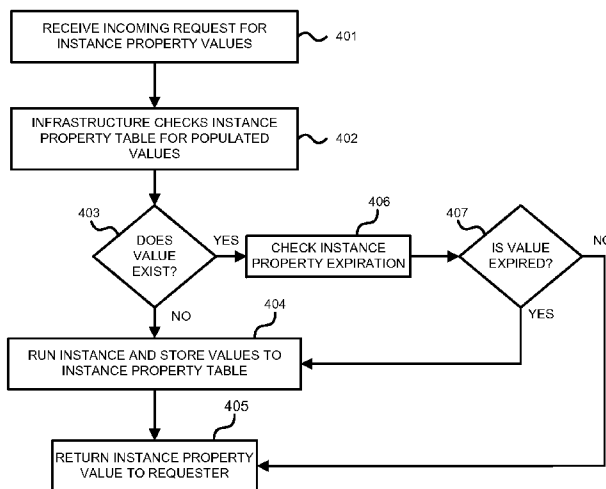 RECEIVE INCOMING REQUEST FOR
INSTANCE PROPERTY VALUES
401
INFRASTRUCTURE CHECKS INSTANCE
PROPERTY TABLE FOR POPULATED
VALUES
402
403
DOES
VALUE
EXIST?
YES
NO
406
CHECK INSTANCE
PROPERTY EXPIRATION
407
IS VALUE
EXPIRED?
NO
YES
404
RUN INSTANCE AND STORE VALUES TO
INSTANCE PROPERTY TABLE
405
RETURN INSTANCE PROPERTY
VALUE TO REQUESTER